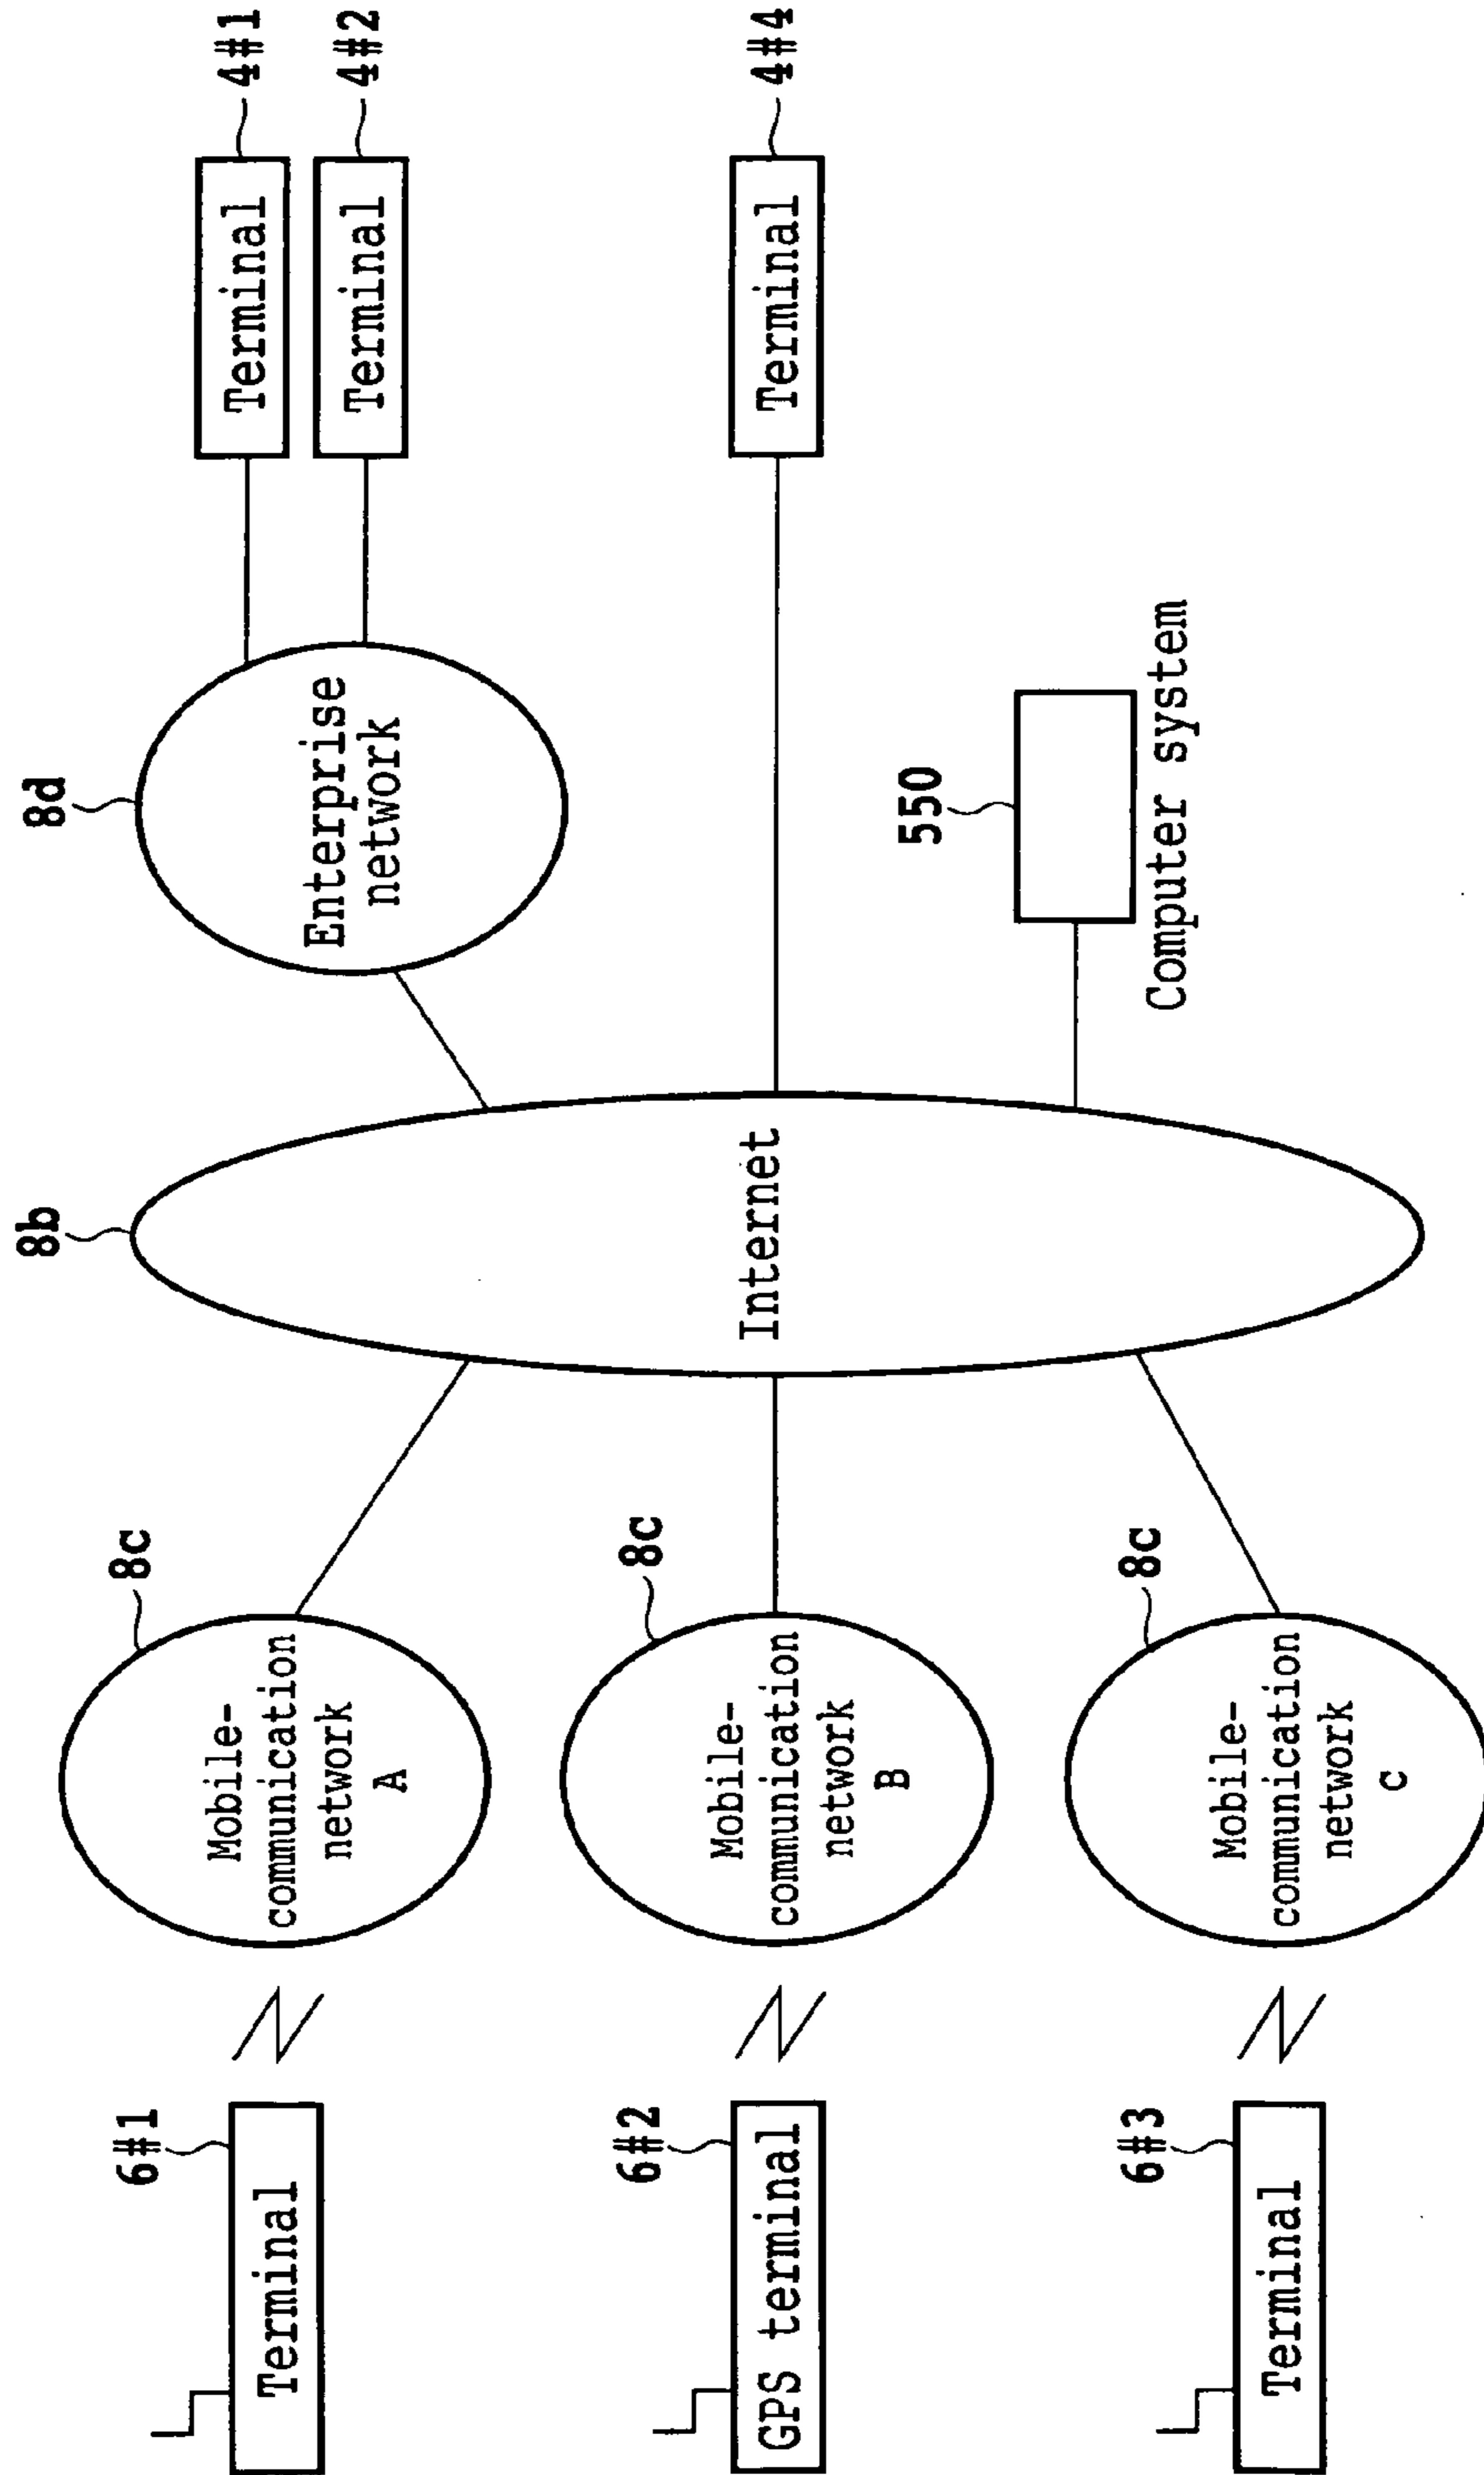 6#1
Terminal
8c
Mobile-
communication
network
A
6#2
GPS terminal
8c
Mobile-
communication
network
B
6#3
Terminal
8c
Mobile-
communication
network
C
8b
Internet
8d
Enterprise
network
Terminal
4#1
Terminal
4#2
Terminal
4#4
550
Computer system